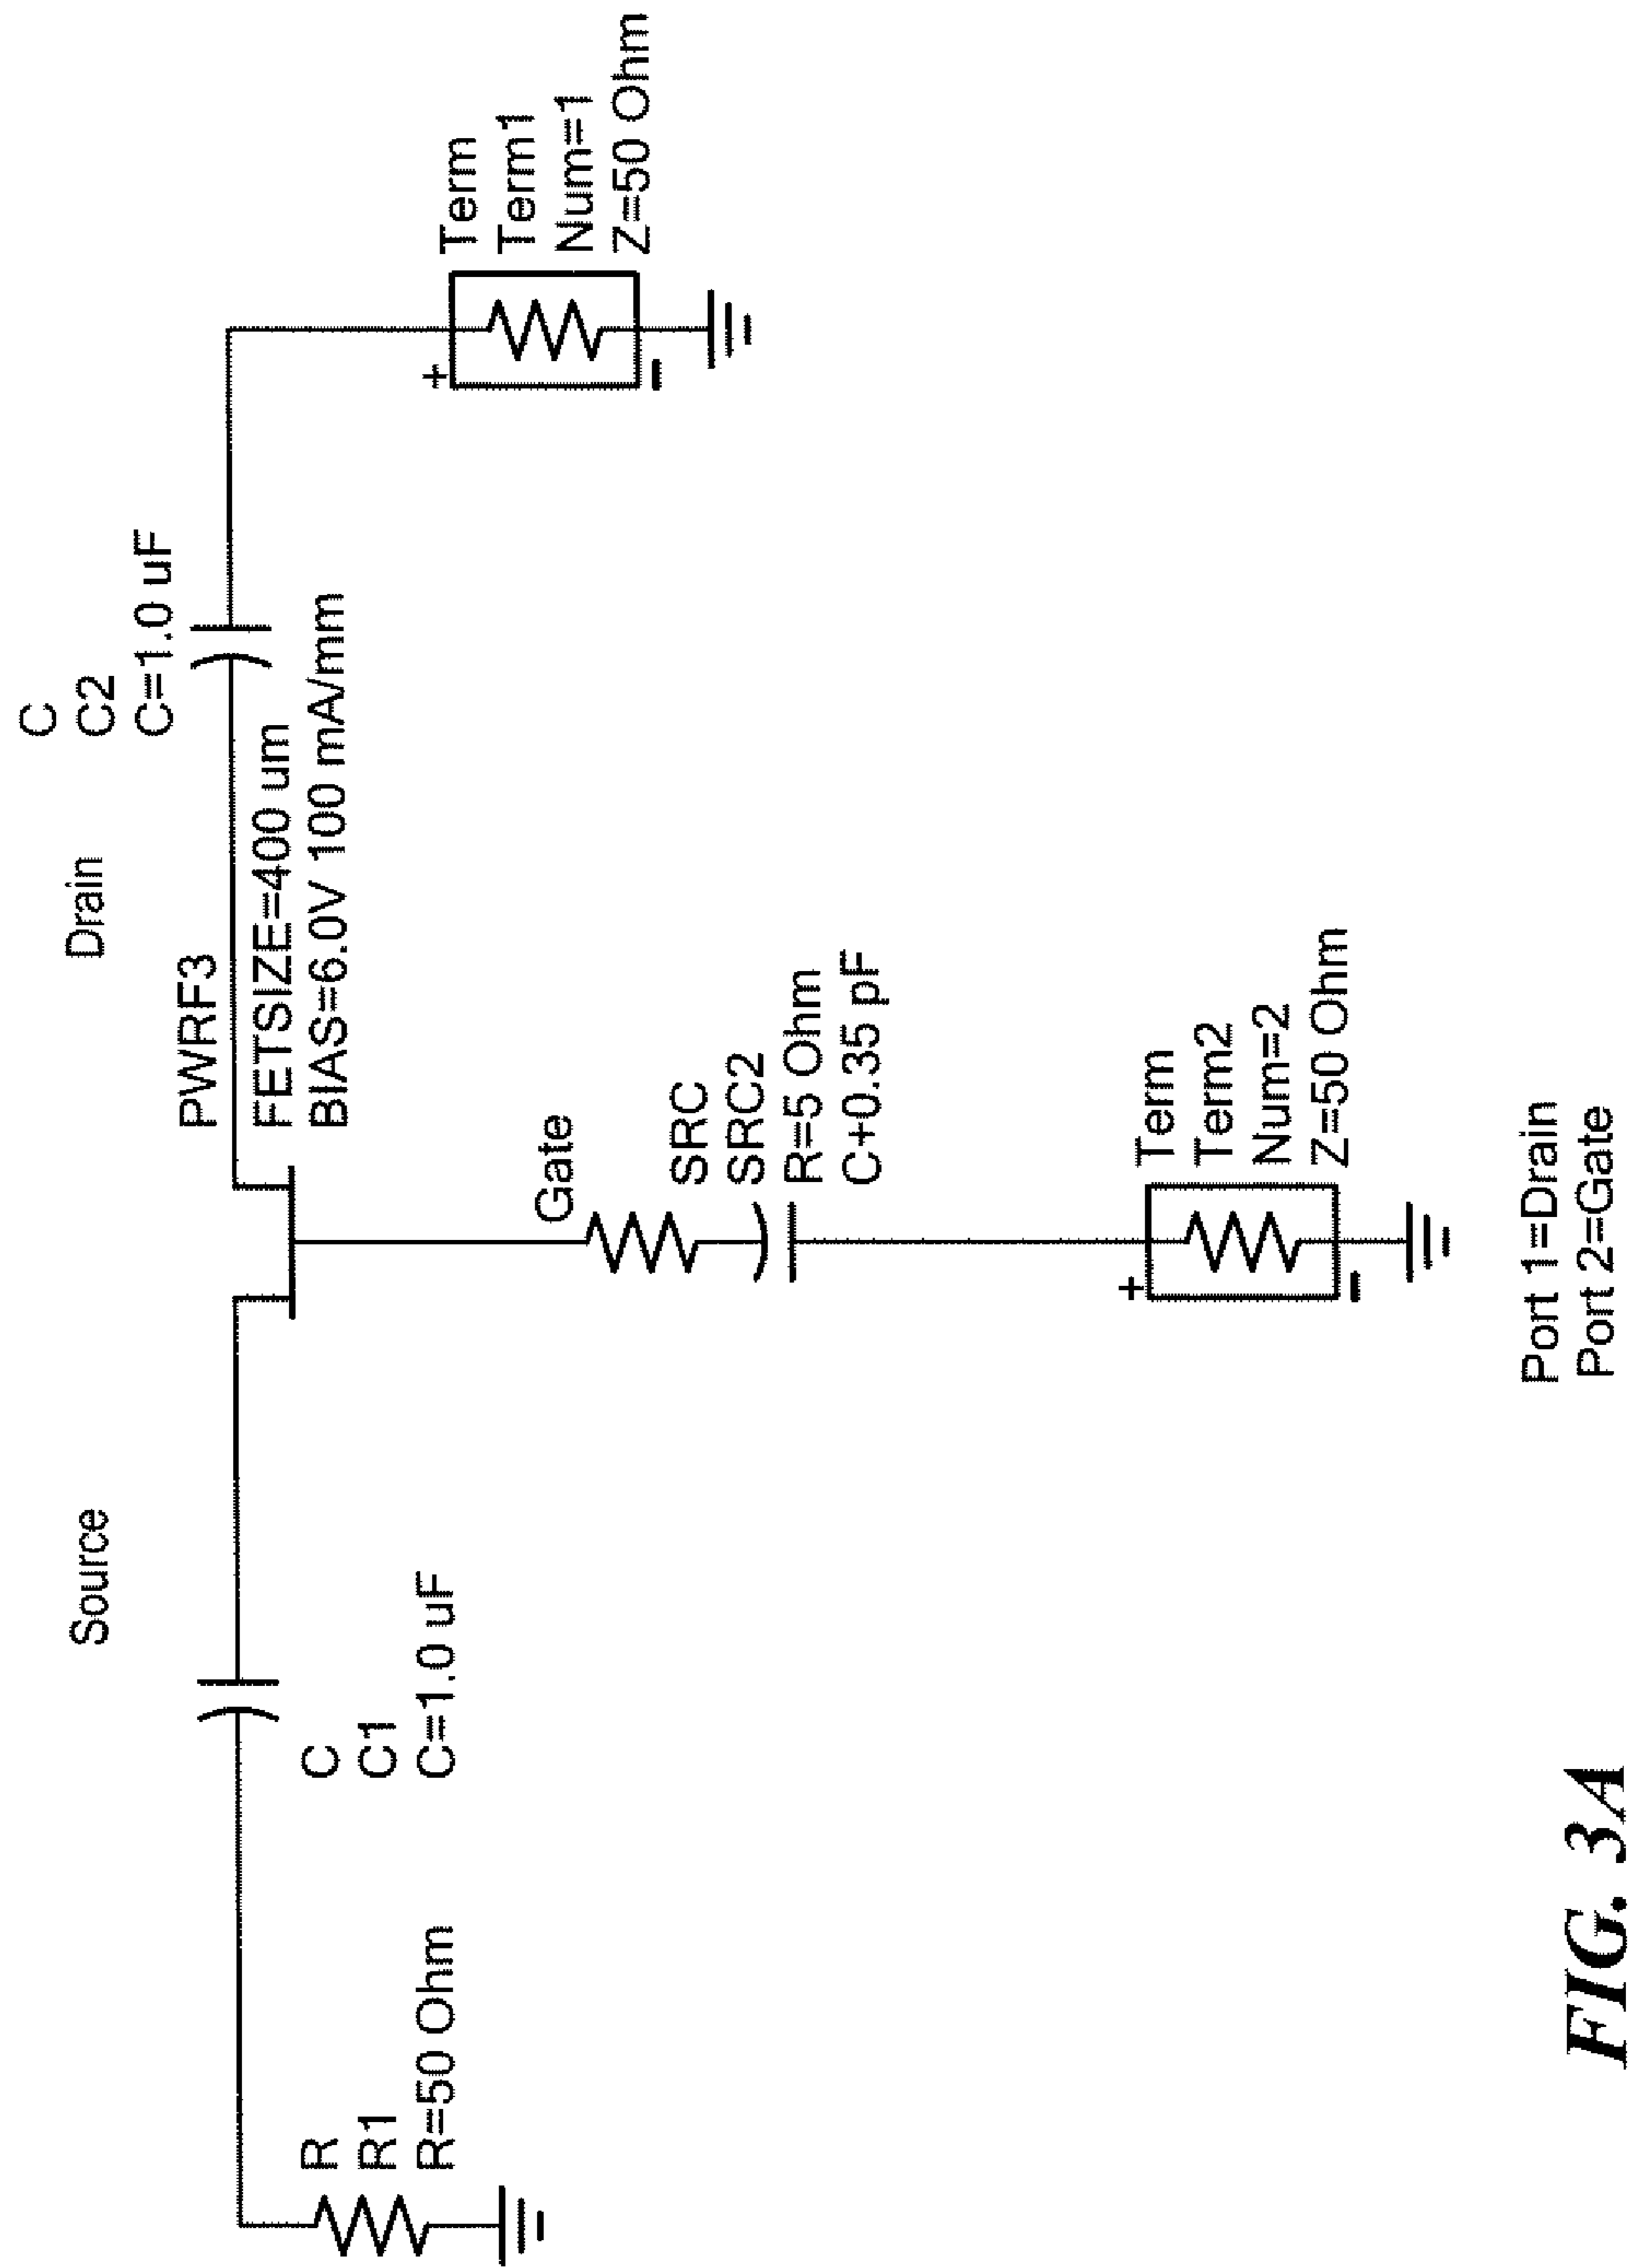 Source
Drain
C
C2
C=1.0 uF
PWRF3
FETSIZE=400 um
BIAS=6.0V 100 mA/mm
R
R1
R=50 Ohm
C
C1
C=1.0 uF
Gate
SRC
SRC2
R=5 Ohm
C+0.35 pF
+
Term
Term1
Num=1
Z=50 Ohm
-
+
Term
Term2
Num=2
Z=50 Ohm
-
Port 1=Drain
Port 2=Gate
FIG. 3A